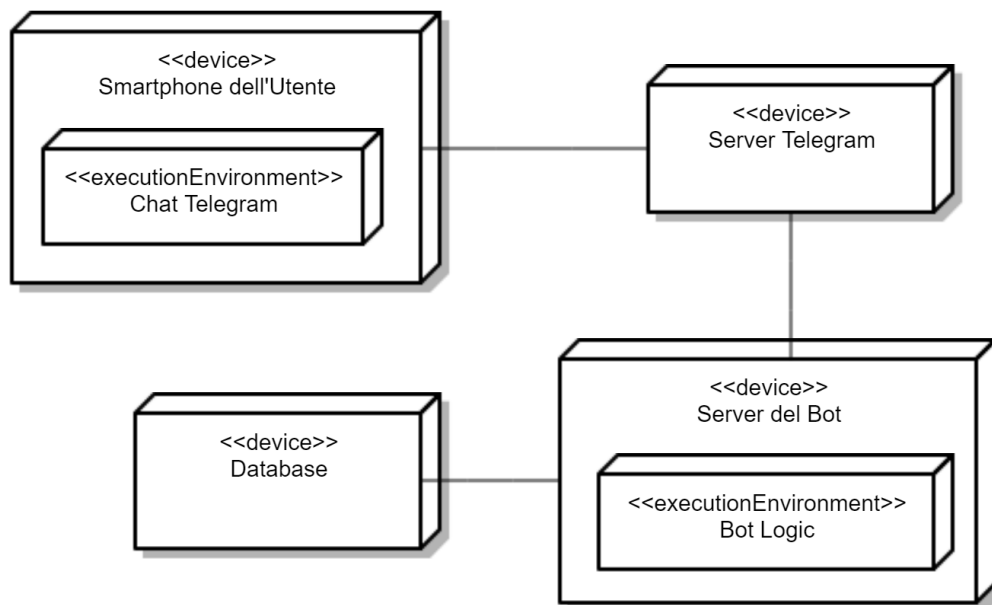 <<device>>
Smartphone dell'Utente
<<executionEnvironment>>
Chat Telegram
<<device>>
Server Telegram
<<device>>
Database
<<device>>
Server del Bot
<<executionEnvironment>>
Bot Logic